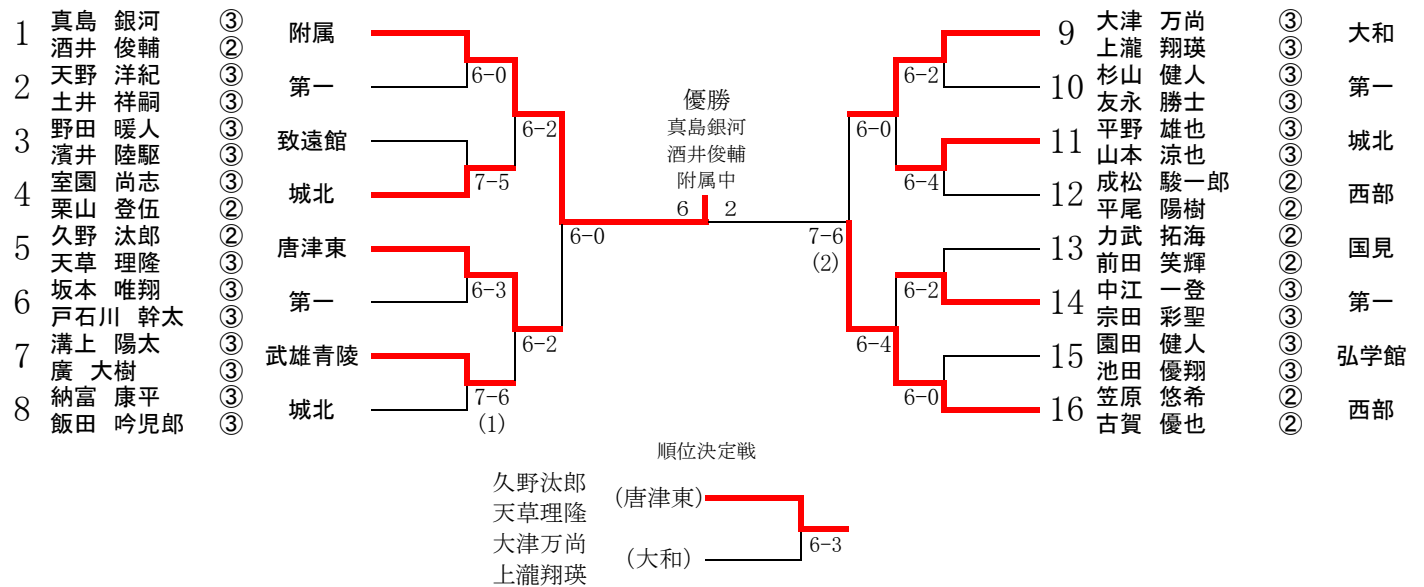 1 真島 銀河 ③ 附属
酒井 俊輔 ②
2 天野 洋紀 ③ 第一
土井 祥嗣 ③
3 野田 暖人 ③ 致遠館
濱井 陸駆 ③
4 室園 尚志 ③ 城北
栗山 登伍 ②
5 久野 汰郎 ② 唐津東
天草 理隆 ③
6 坂本 唯翔 ③ 第一
戸石川 幹太 ③
7 溝上 陽太 ③ 武雄青陵
廣 大樹 ③
8 納富 康平 ③ 城北
飯田 吟児郎 ③
6-0
7-5
6-3
7-6
(1)
6-2
6-2
6-0
優勝
真島銀河
酒井俊輔
附属中
6 2
7-6
(2)
6-0
6-4
6-2
6-4
6-2
6-0
9 大津 万尚 ③ 大和
上瀧 翔瑛 ③
10 杉山 健人 ③ 第一
友永 勝士 ③
11 平野 雄也 ③ 城北
山本 涼也 ③
12 成松 駿一郎 ② 西部
平尾 陽樹 ②
13 力武 拓海 ② 国見
前田 笑輝 ②
14 中江 一登 ③ 第一
宗田 彩聖 ③
15 園田 健人 ③ 弘学館
池田 優翔 ③
16 笠原 悠希 ② 西部
古賀 優也 ②
順位決定戦
久野汰郎 (唐津東)
天草理隆
大津万尚 (大和)
上瀧翔瑛
6-3